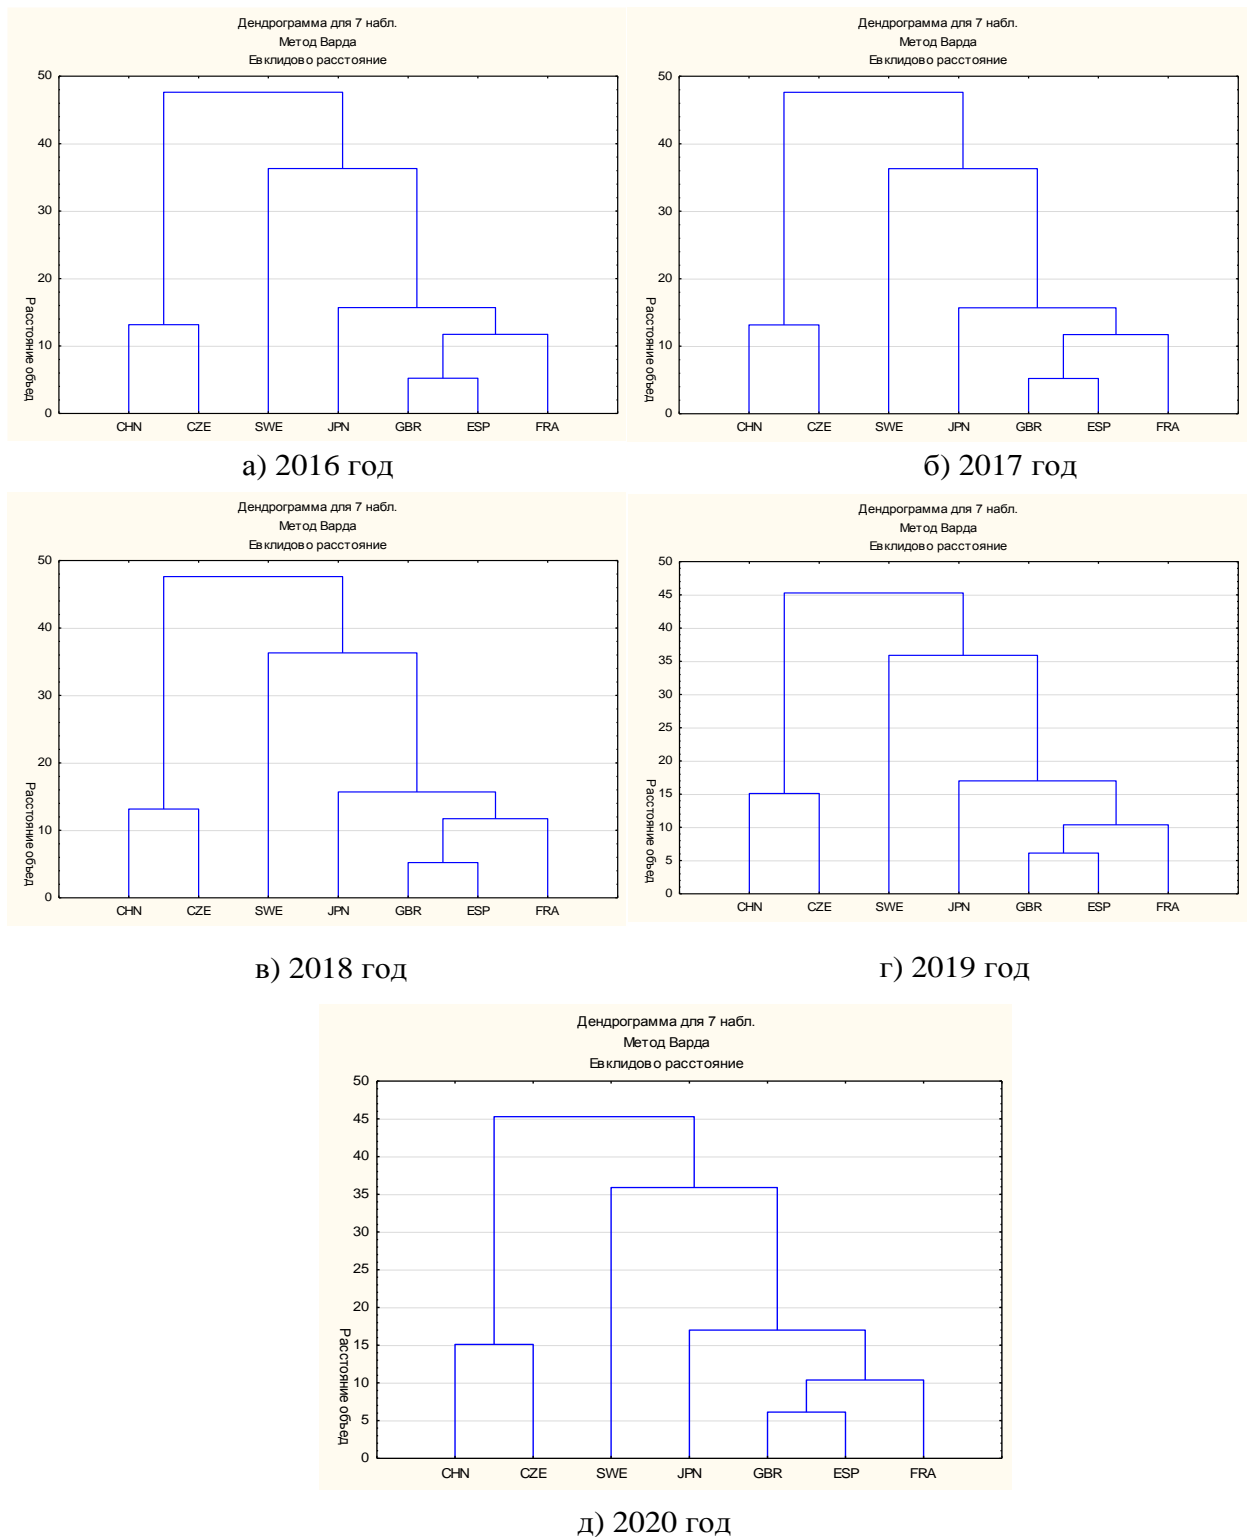 Дендрограмма для 7 набл.
Метод Варда
Евклидово расстояние
50
40
30
20
10
0
Расстояние объед
CHN CZE SWE JPN GBR ESP FRA
а) 2016 год
Дендрограмма для 7 набл.
Метод Варда
Евклидово расстояние
50
40
30
20
10
0
Расстояние объед
CHN CZE SWE JPN GBR ESP FRA
б) 2017 год
Дендрограмма для 7 набл.
Метод Варда
Евклидово расстояние
50
40
30
20
10
0
Расстояние объед
CHN CZE SWE JPN GBR ESP FRA
в) 2018 год
Дендрограмма для 7 набл.
Метод Варда
Евклидово расстояние
50
45
40
35
30
25
20
15
10
5
0
Расстояние объед
CHN CZE SWE JPN GBR ESP FRA
г) 2019 год
Дендрограмма для 7 набл.
Метод Варда
Евклидово расстояние
50
45
40
35
30
25
20
15
10
5
0
Расстояние объед
CHN CZE SWE JPN GBR ESP FRA
д) 2020 год